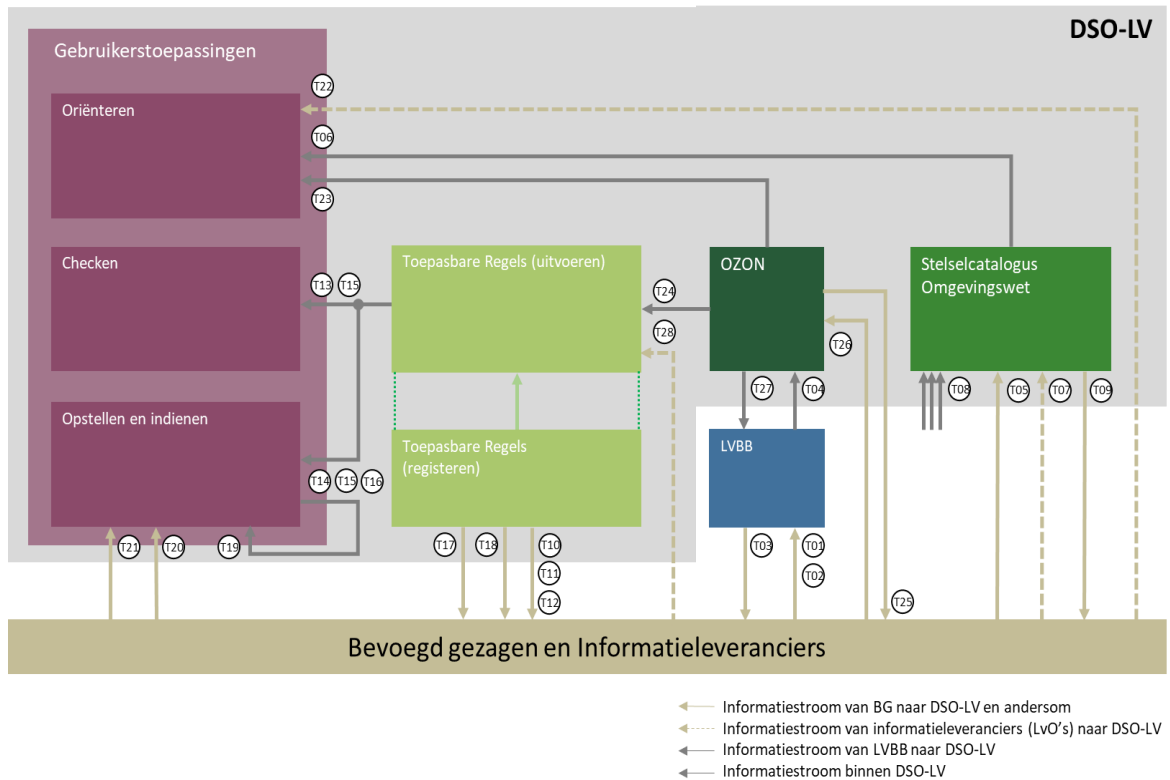 DSO-LV
Gebruikerstoepassingen
T22
Oriënteren
T06
T23
Checken
T13 T15
Toepasbare Regels (uitvoeren)
T24
T28
OZON
T26
Stelselcatalogus
Omgevingswet
T27
T04
T08
T05
T07
T09
Opstellen en indienen
T14 T15 T16
Toepasbare Regels
(registeren)
LVBB
T21
T20
T19
T17
T18
T10
T11
T12
T03
T01
T02
T25
Bevoegd gezagen en Informatieleveranciers
Informatiestroom van BG naar DSO-LV en andersom
Informatiestroom van informatieleveranciers (LvO's) naar DSO-LV
Informatiestroom van LVBB naar DSO-LV
Informatiestroom binnen DSO-LV